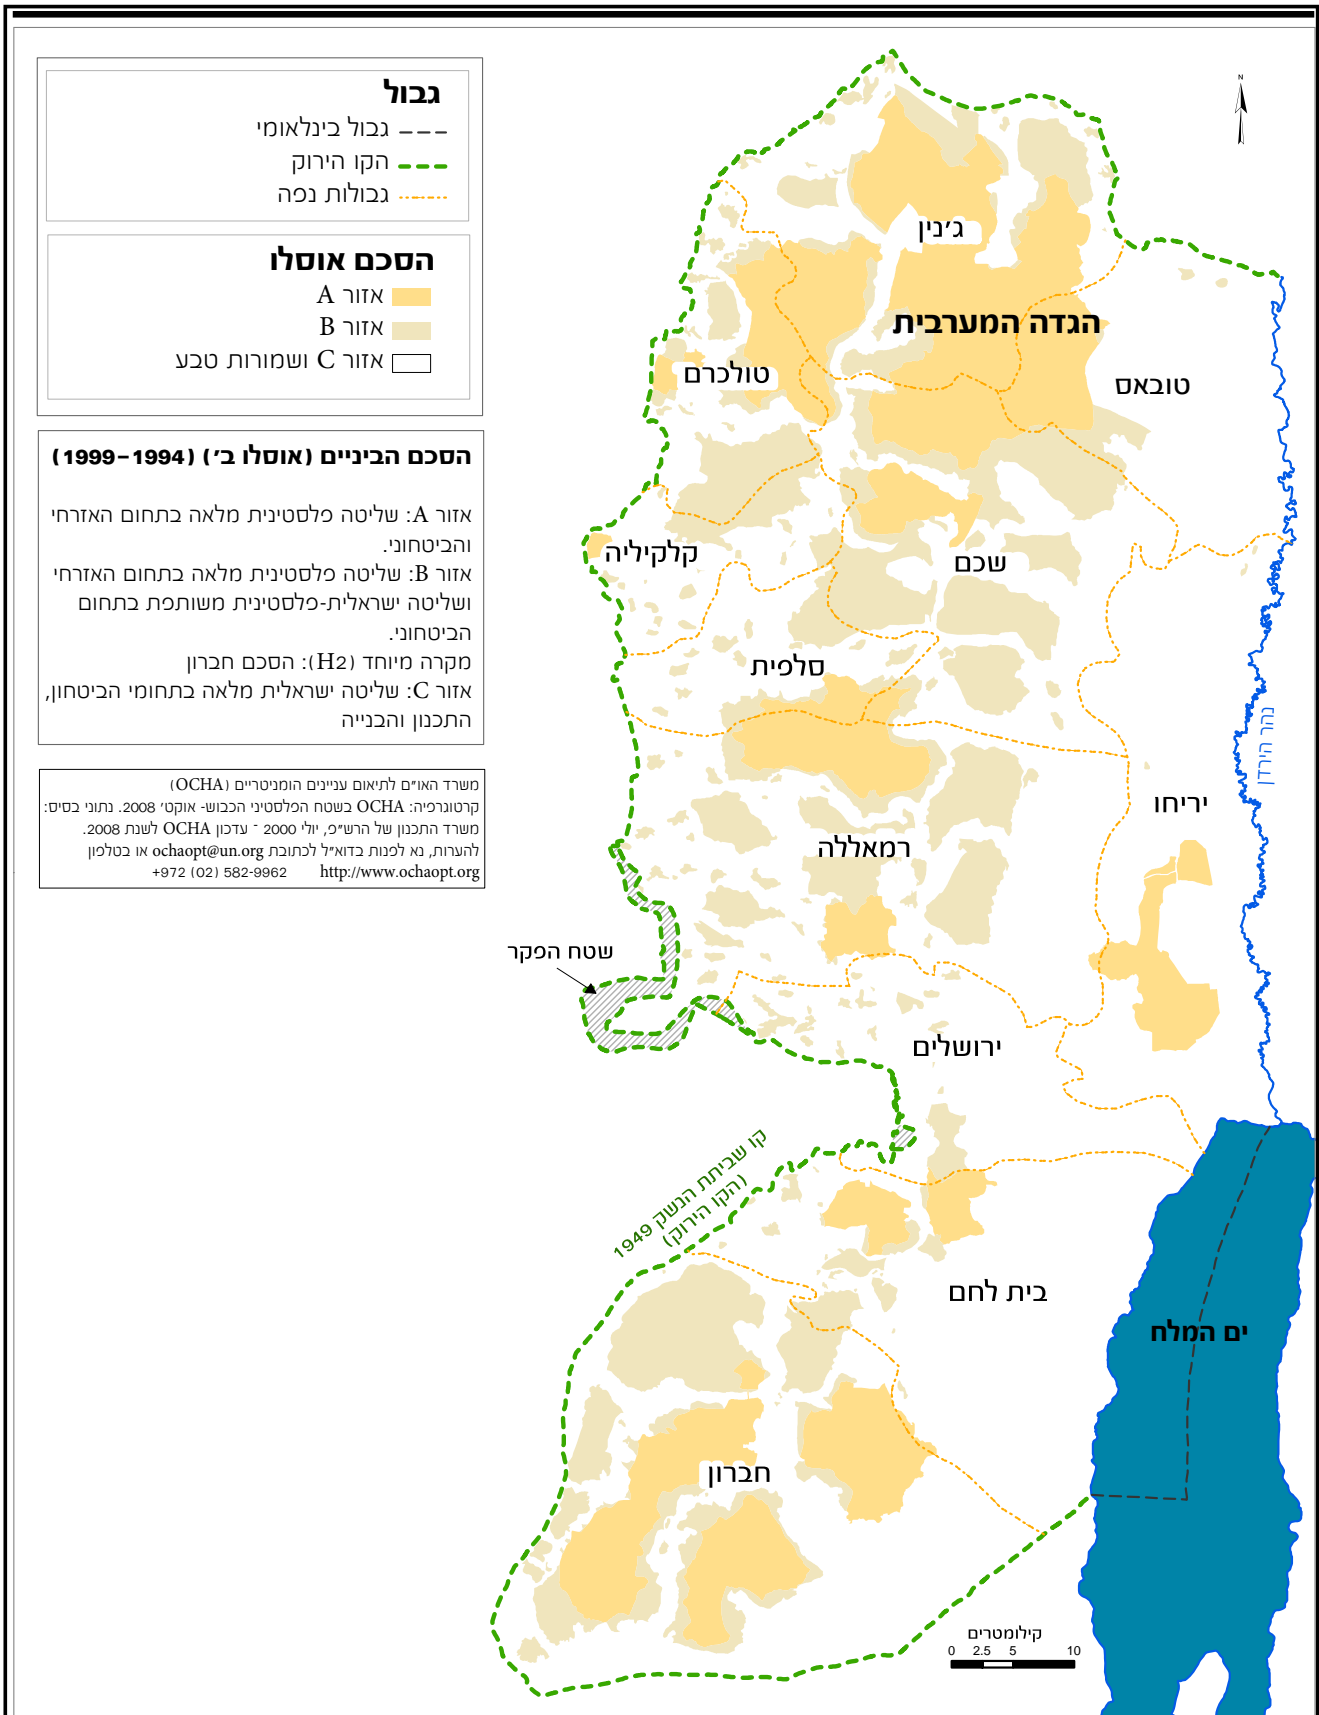 גבול
גבול בינלאומי
הקו הירוק
גבולות נפה
הסכם אוסלו
אזור A
אזור B
אזור C ושמורות טבע
הסכם הביניים (אוסלו ב׳) (1994–1999)
אזור A: שליטה פלסטינית מלאה בתחום האזרחי
והביטחוני.
אזור B: שליטה פלסטינית מלאה בתחום האזרחי
ושליטה ישראלית-פלסטינית משותפת בתחום
הביטחוני.
מקרה מיוחד (H2): הסכם חברון
אזור C: שליטה ישראלית מלאה בתחומי הביטחון,
התכנון והבנייה
משרד האו״ם לתיאום עניינים הומניטריים (OCHA)
קרטוגרפיה: OCHA בשטח הפלסטיני הכבוש- אוקט׳ 2008. נתוני בסיס:
משרד התכנון של הרש״פ, יולי 2000 - עדכון OCHA לשנת 2008.
להערות, נא לפנות בדוא״ל לכתובת ochaopt@un.org או בטלפון
+972 (02) 582-9962 http://www.ochaopt.org
N
ג׳נין
הגדה המערבית
טולכרם
טובאס
קלקיליה
שכם
סלפית
נהר הירדן
יריחו
רמאללה
שטח הפקר
ירושלים
קו שביתת הנשק 1949
(הקו הירוק)
בית לחם
ים המלח
חברון
קילומטרים
0 2.5 5 10